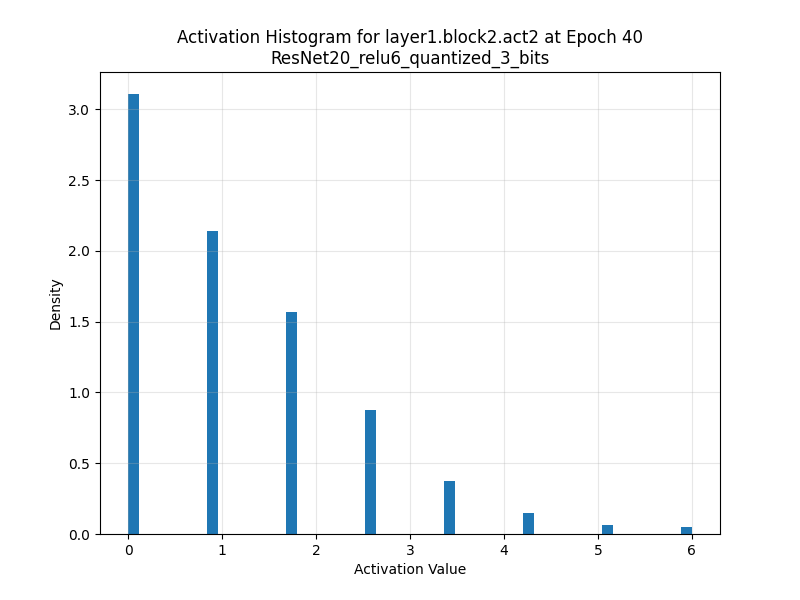 Activation Histogram for layer1.block2.act2 at Epoch 40
ResNet20_relu6_quantized_3_bits
Density
3.0
2.5
2.0
1.5
1.0
0.5
0.0
0 1 2 3 4 5 6
Activation Value